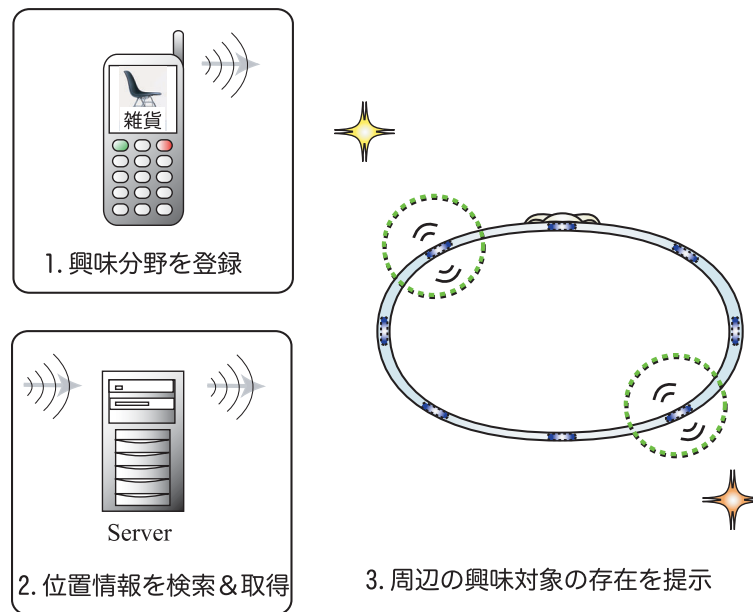 雑貨
1. 興味分野を登録
Server
2. 位置情報を検索&取得
3. 周辺の興味対象の存在を提示